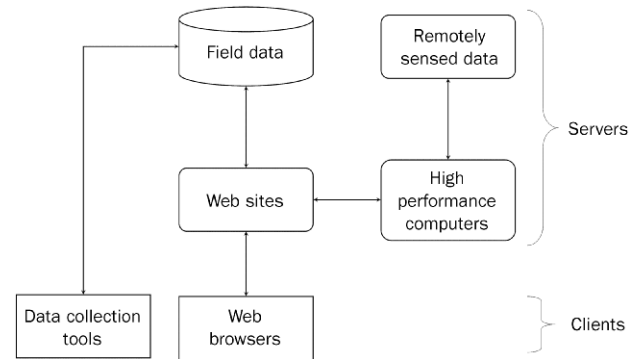 Field data
Remotely
sensed data
Servers
Web sites
High
performance
computers
Data collection
tools
Web
browsers
Clients